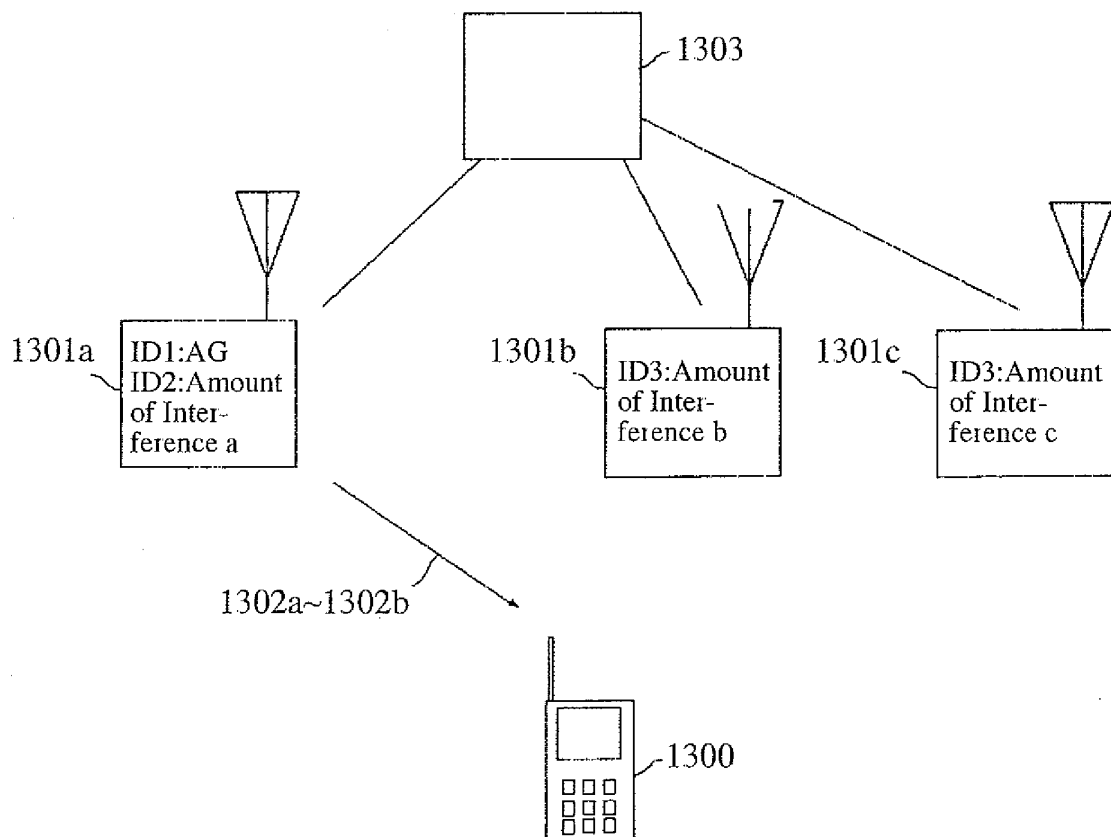 1303
1301a
ID1:AG
ID2:Amount
of Inter-
ference a
1301b
ID3:Amount
of Inter-
ference b
1301c
ID3:Amount
of Inter-
ference c
1302a~1302b
1300